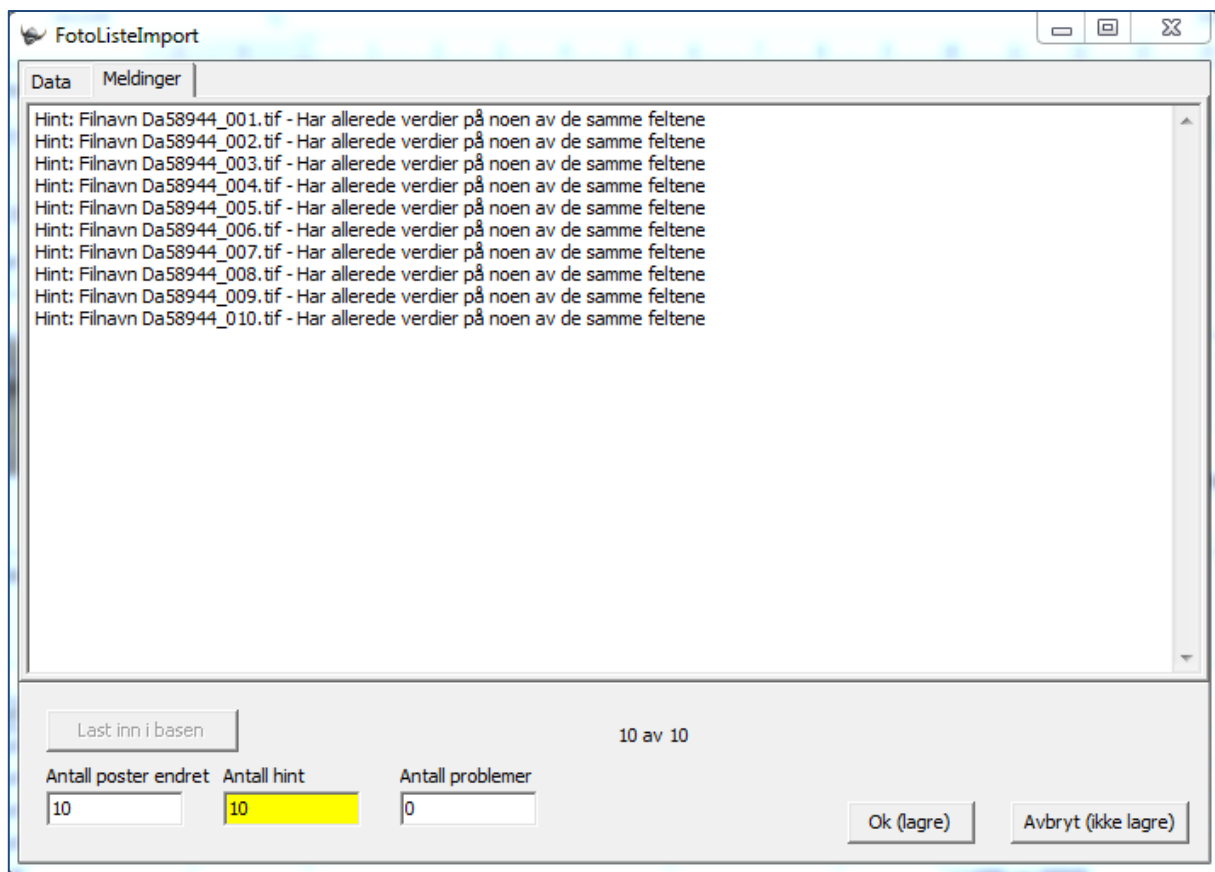 FotoListeImport
Data Meldinger
Hint: Filnavn Da58944_001.tif - Har allerede verdier på noen av de samme feltene
Hint: Filnavn Da58944_002.tif - Har allerede verdier på noen av de samme feltene
Hint: Filnavn Da58944_003.tif - Har allerede verdier på noen av de samme feltene
Hint: Filnavn Da58944_004.tif - Har allerede verdier på noen av de samme feltene
Hint: Filnavn Da58944_005.tif - Har allerede verdier på noen av de samme feltene
Hint: Filnavn Da58944_006.tif - Har allerede verdier på noen av de samme feltene
Hint: Filnavn Da58944_007.tif - Har allerede verdier på noen av de samme feltene
Hint: Filnavn Da58944_008.tif - Har allerede verdier på noen av de samme feltene
Hint: Filnavn Da58944_009.tif - Har allerede verdier på noen av de samme feltene
Hint: Filnavn Da58944_010.tif - Har allerede verdier på noen av de samme feltene
Last inn i basen 10 av 10
Antall poster endret Antall hint Antall problemer
10 10 0
Ok (lagre) Avbryt (ikke lagre)